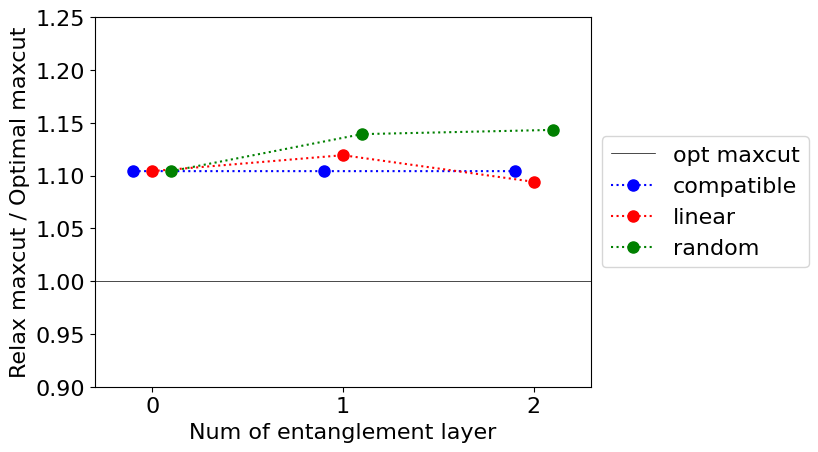 Relax maxcut / Optimal maxcut
1.25
1.20
1.15
1.10
1.05
1.00
0.95
0.90
0
1
2
Num of entanglement layer
opt maxcut
compatible
linear
random